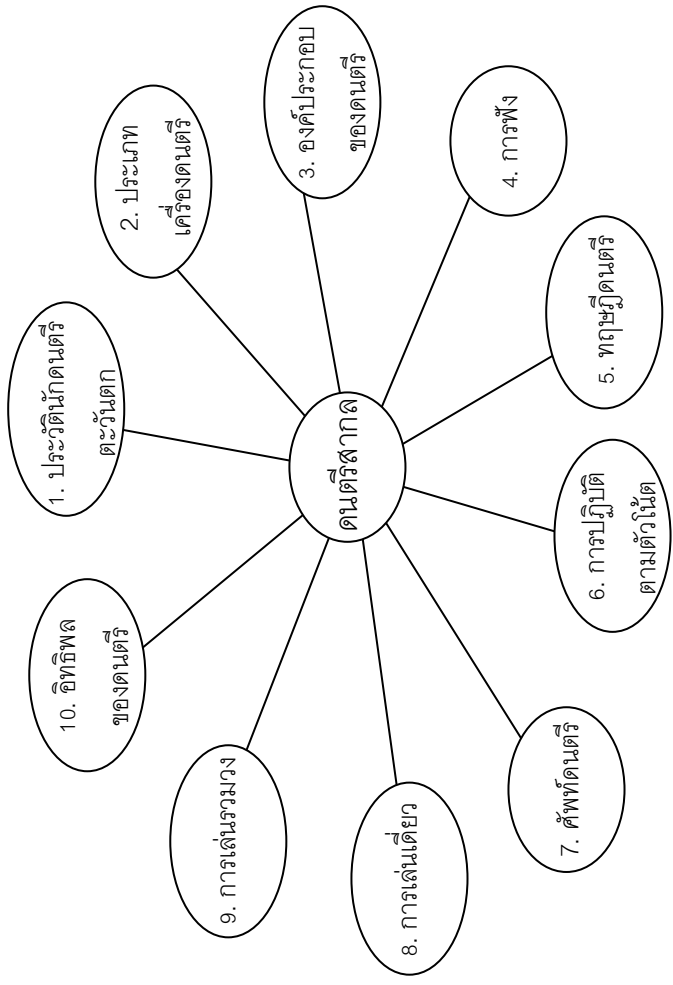 ดนตรีสากล
1. ประวัตินักดนตรี
ตะวันตก
2. ประเภท
เครื่องดนตรี
3. องค์ประกอบ
ของดนตรี
4. การฟัง
5. ทฤษฎีดนตรี
6. การปฏิบัติ
ตามตัวโน้ต
7. ศัพท์ดนตรี
8. การเล่นเดี่ยว
9. การเล่นรวมวง
10. อิทธิพล
ของดนตรี